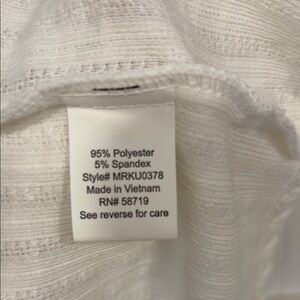 95% Polyester
5% Spandex
Style# MRKU0378
Made in Vietnam
RN# 58719
See reverse for care